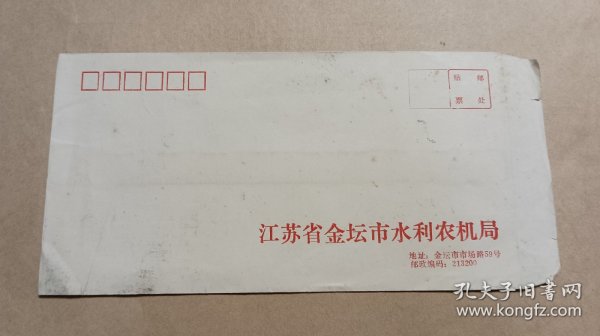 贴 邮
票 处
江苏省金坛市水利农机局
地址：金坛市市场路59号
邮政编码：213200
孔夫子旧书网
www.kongfz.com